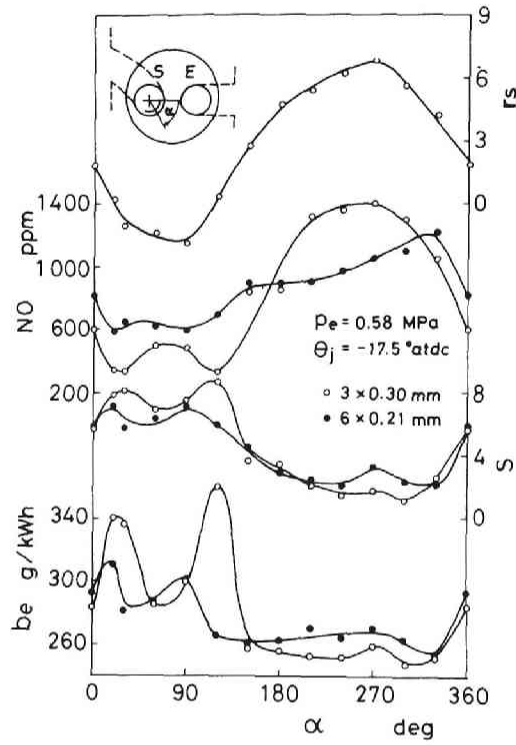 9
S E
6
rs
α
3
1400
0
ppm
1000
NO
600
Pe = 0.58 MPa
θj = -17.5 °atdc
200
○ 3 × 0.30 mm
8
● 6 × 0.21 mm
4
S
340
0
be g/kWh
300
260
0 90 180 270 360
α deg